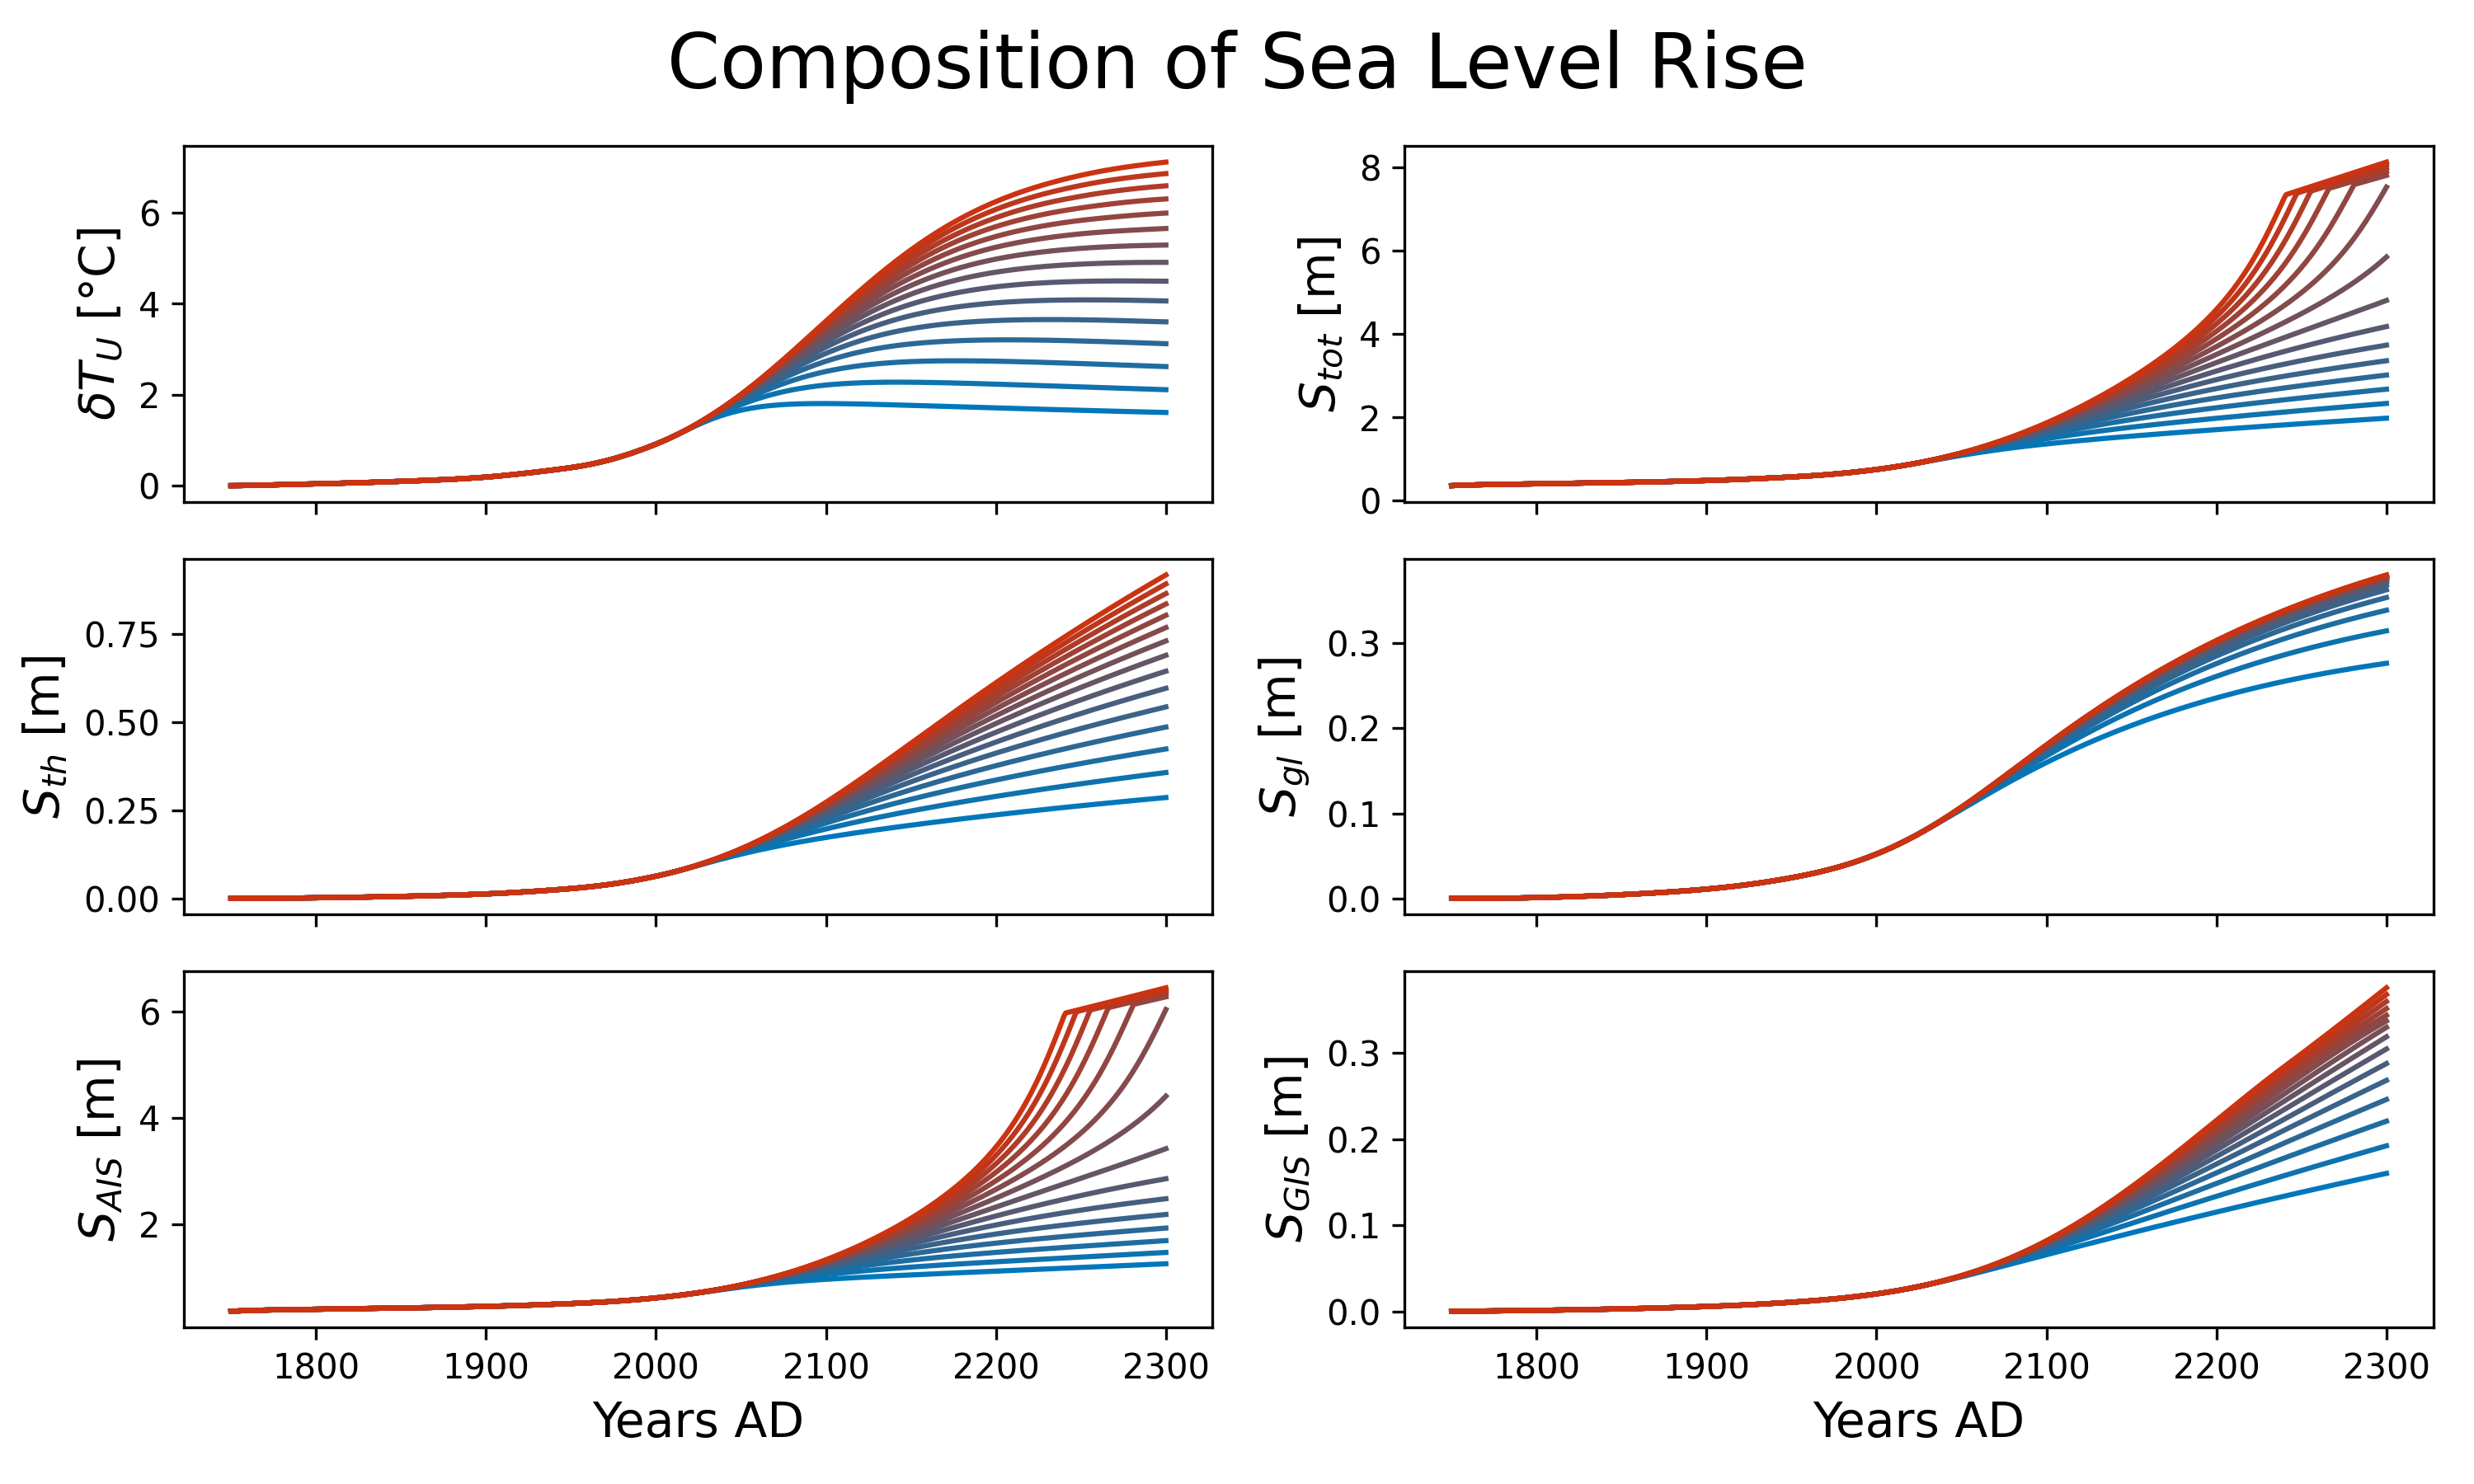 Composition of Sea Level Rise
δT_U [°C]
6
4
2
0
S_tot [m]
8
6
4
2
0
S_th [m]
0.75
0.50
0.25
0.00
S_gl [m]
0.3
0.2
0.1
0.0
S_AIS [m]
6
4
2
1800 1900 2000 2100 2200 2300
Years AD
S_GIS [m]
0.3
0.2
0.1
0.0
1800 1900 2000 2100 2200 2300
Years AD